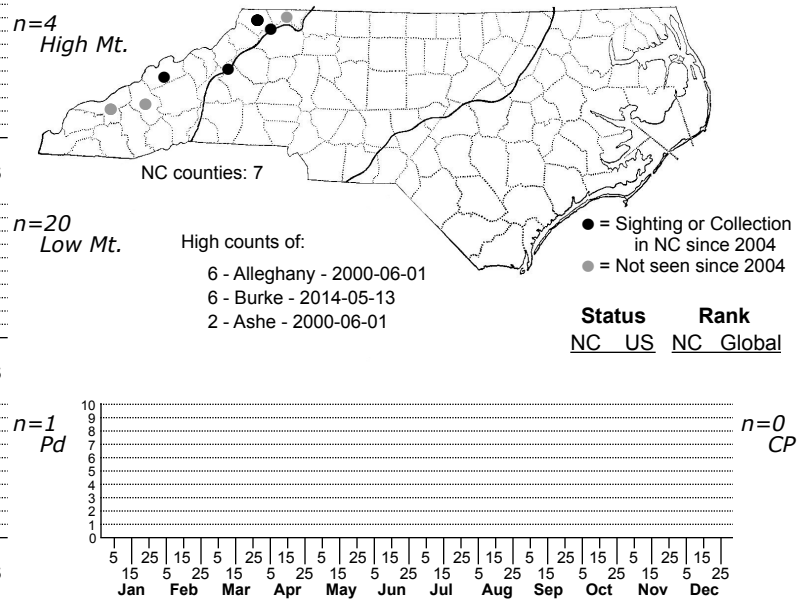 n=4
High Mt.
NC counties: 7
n=20
Low Mt.
High counts of:
6 - Alleghany - 2000-06-01
6 - Burke - 2014-05-13
2 - Ashe - 2000-06-01
= Sighting or Collection
in NC since 2004
= Not seen since 2004
Status Rank
NC US NC Global
n=1
Pd
n=0
CP
10
9
8
7
6
5
4
3
2
1
0
5 25 15 5 25 15 5 25 15 5 25 15 5 25 15 5 25 15
15 5 25 15 5 25 15 5 25 15 5 25 15 5 25 15 5 25
Jan Feb Mar Apr May Jun Jul Aug Sep Oct Nov Dec